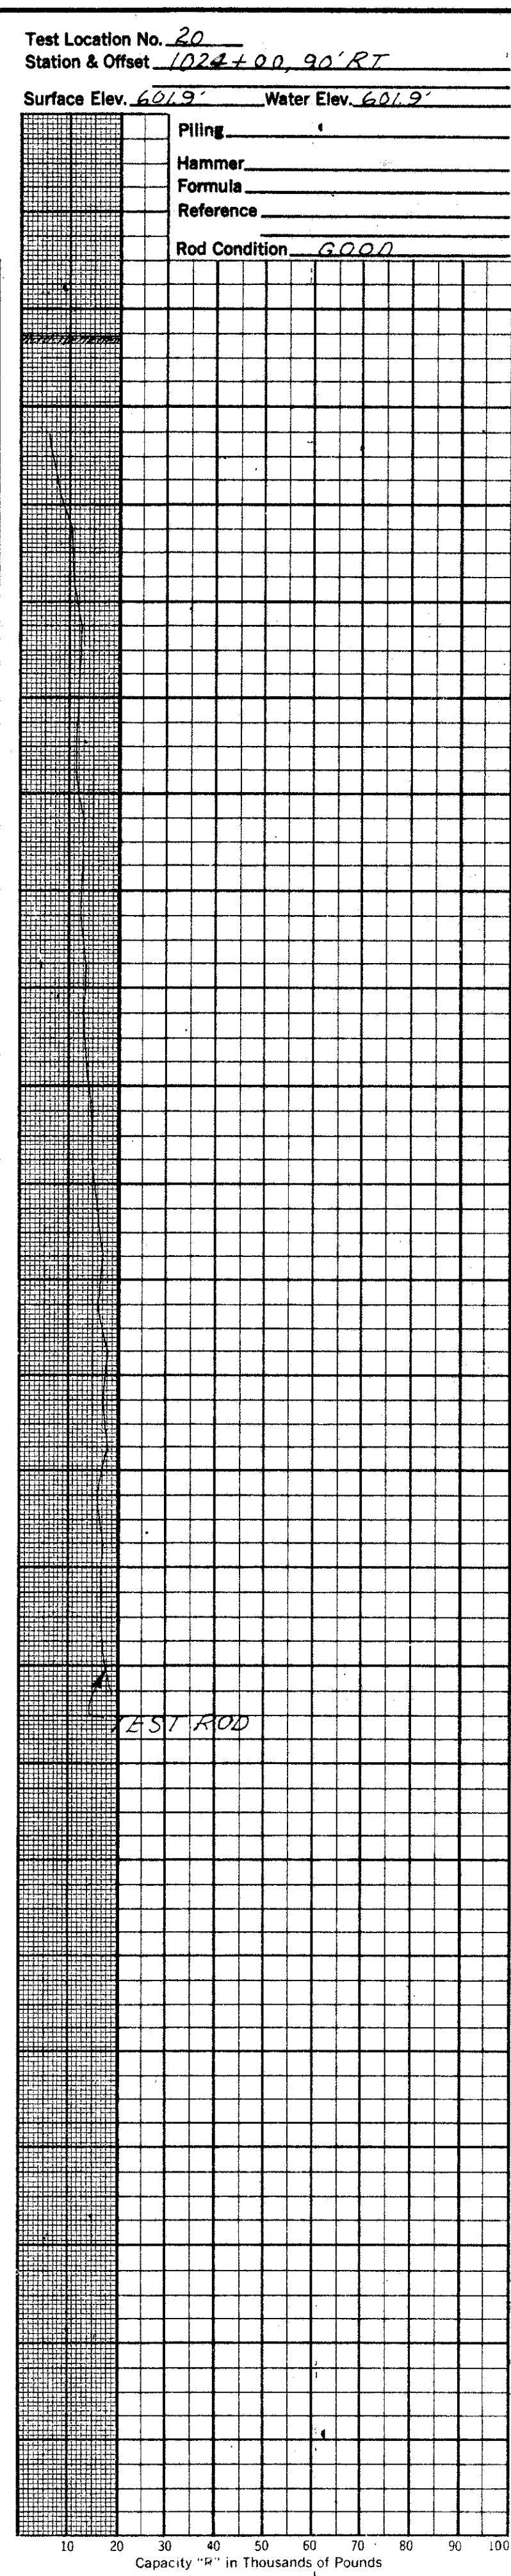 Test Location No. 20
Station & Offset 1024+00, 90' RT
Surface Elev. 601.9' Water Elev. 601.9'
Piling
Hammer
Formula
Reference
Rod Condition GOOD
TEST ROD
10 20 30 40 50 60 70 80 90 100
Capacity "R" in Thousands of Pounds